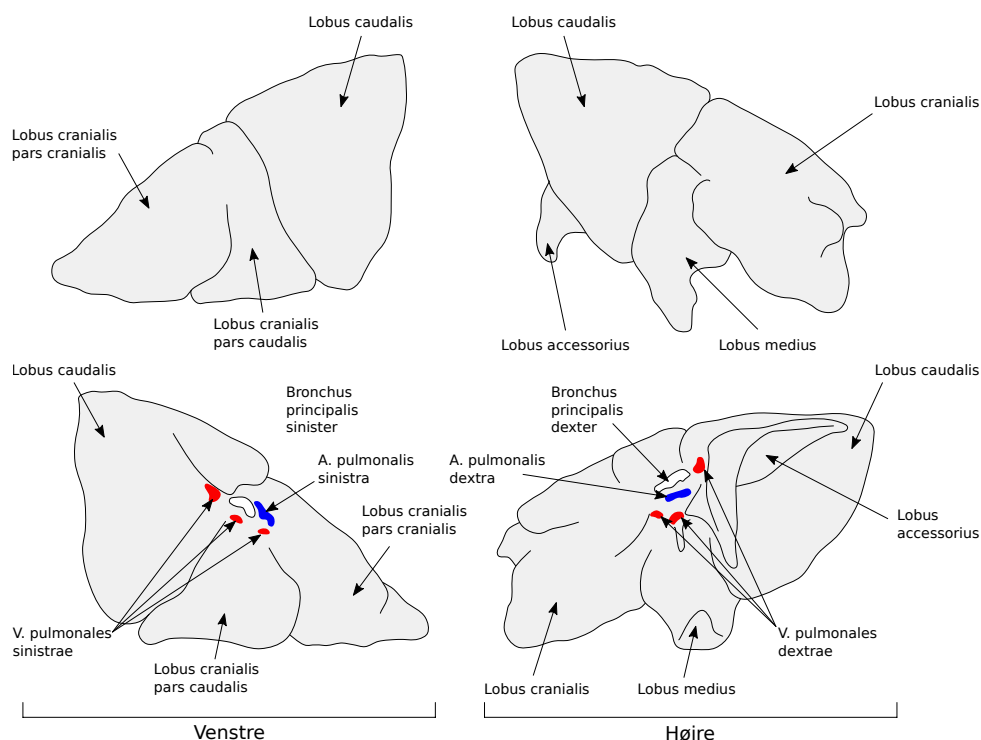 Lobus caudalis
Lobus cranialis
pars cranialis
Lobus cranialis
pars caudalis
Lobus caudalis
Lobus cranialis
Lobus accessorius
Lobus medius
Lobus caudalis
Bronchus
principalis
sinister
A. pulmonalis
sinistra
Lobus cranialis
pars cranialis
V. pulmonales
sinistrae
Lobus cranialis
pars caudalis
Venstre
Lobus caudalis
Bronchus
principalis
dexter
A. pulmonalis
dextra
Lobus
accessorius
V. pulmonales
dextrae
Lobus cranialis
Lobus medius
Høire